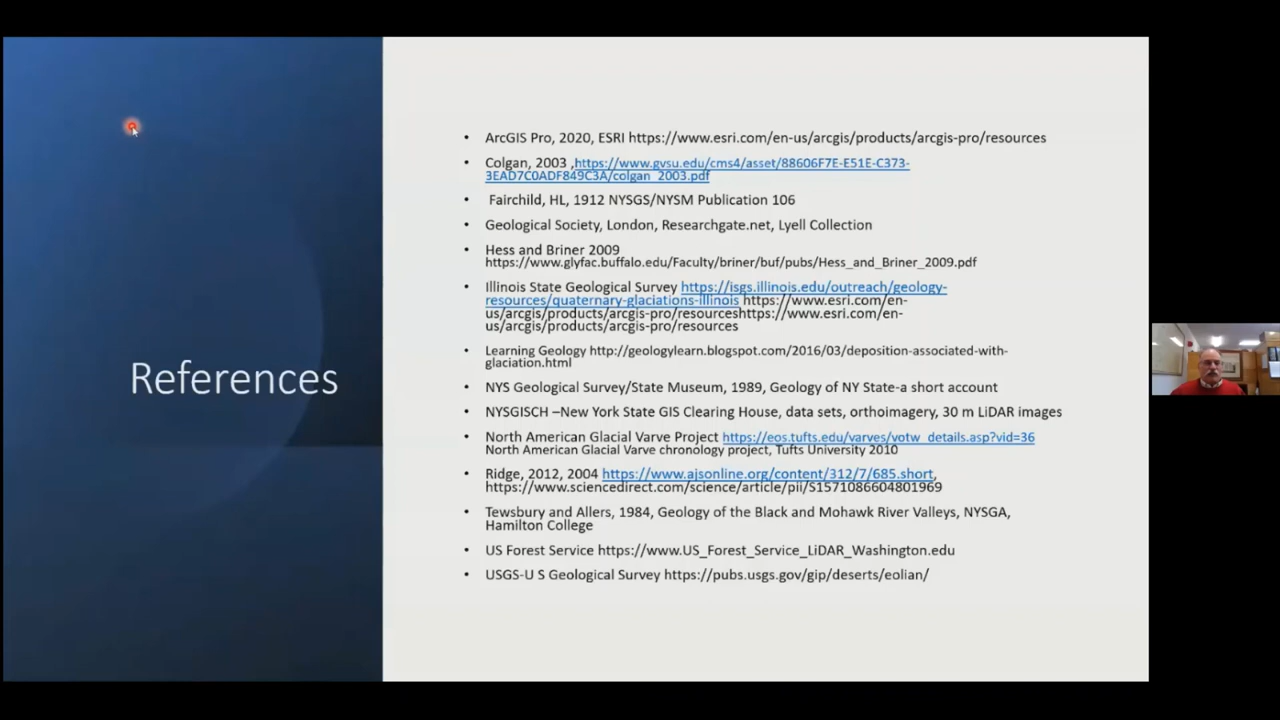 References
• ArcGIS Pro, 2020, ESRI https://www.esri.com/en-us/arcgis/products/arcgis-pro/resources
• Colgan, 2003 ,https://www.gvsu.edu/cms4/asset/88606F7E-E51E-C373-
3EAD7C0ADF849C3A/colgan_2003.pdf
• Fairchild, HL, 1912 NYSGS/NYSM Publication 106
• Geological Society, London, Researchgate.net, Lyell Collection
• Hess and Briner 2009
https://www.glyfac.buffalo.edu/Faculty/briner/buf/pubs/Hess_and_Briner_2009.pdf
• Illinois State Geological Survey https://isgs.illinois.edu/outreach/geology-
resources/quaternary-glaciations-illinois https://www.esri.com/en-
us/arcgis/products/arcgis-pro/resourceshttps://www.esri.com/en-
us/arcgis/products/arcgis-pro/resources
• Learning Geology http://geologylearn.blogspot.com/2016/03/deposition-associated-with-
glaciation.html
• NYS Geological Survey/State Museum, 1989, Geology of NY State-a short account
• NYSGISCH –New York State GIS Clearing House, data sets, orthoimagery, 30 m LiDAR images
• North American Glacial Varve Project https://eos.tufts.edu/varves/votw_details.asp?vid=36
North American Glacial Varve chronology project, Tufts University 2010
• Ridge, 2012, 2004 https://www.ajsonline.org/content/312/7/685.short,
https://www.sciencedirect.com/science/article/pii/S1571086604801969
• Tewsbury and Allers, 1984, Geology of the Black and Mohawk River Valleys, NYSGA,
Hamilton College
• US Forest Service https://www.US_Forest_Service_LiDAR_Washington.edu
• USGS-U S Geological Survey https://pubs.usgs.gov/gip/deserts/eolian/